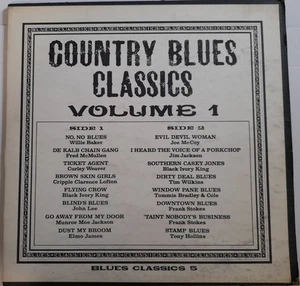 COUNTRY BLUES
CLASSICS
VOLUME 1
SIDE 1
NO, NO BLUES
Willie Baker
DE KALB CHAIN GANG
Fred McMullen
TICKET AGENT
Curley Weaver
BROWN SKIN GIRLS
Cripple Clarence Lofton
FLYING CROW
Black Ivory King
BLIND'S BLUES
John Lee
GO AWAY FROM MY DOOR
Monroe Moe Jackson
DUST MY BROOM
Elmo James
SIDE 2
EVIL DEVIL WOMAN
Joe McCoy
I HEARD THE VOICE OF A PORKCHOP
Jim Jackson
SOUTHERN CASEY JONES
Black Ivory King
DIRTY DEAL BLUES
Tim Wilkins
WINDOW PANE BLUES
Tommie Bradley & Cole
DOWNTOWN BLUES
Frank Stokes
'TAINT NOBODY'S BUSINESS
Frank Stokes
STAMP BLUES
Tony Hollins
BLUES CLASSICS 5